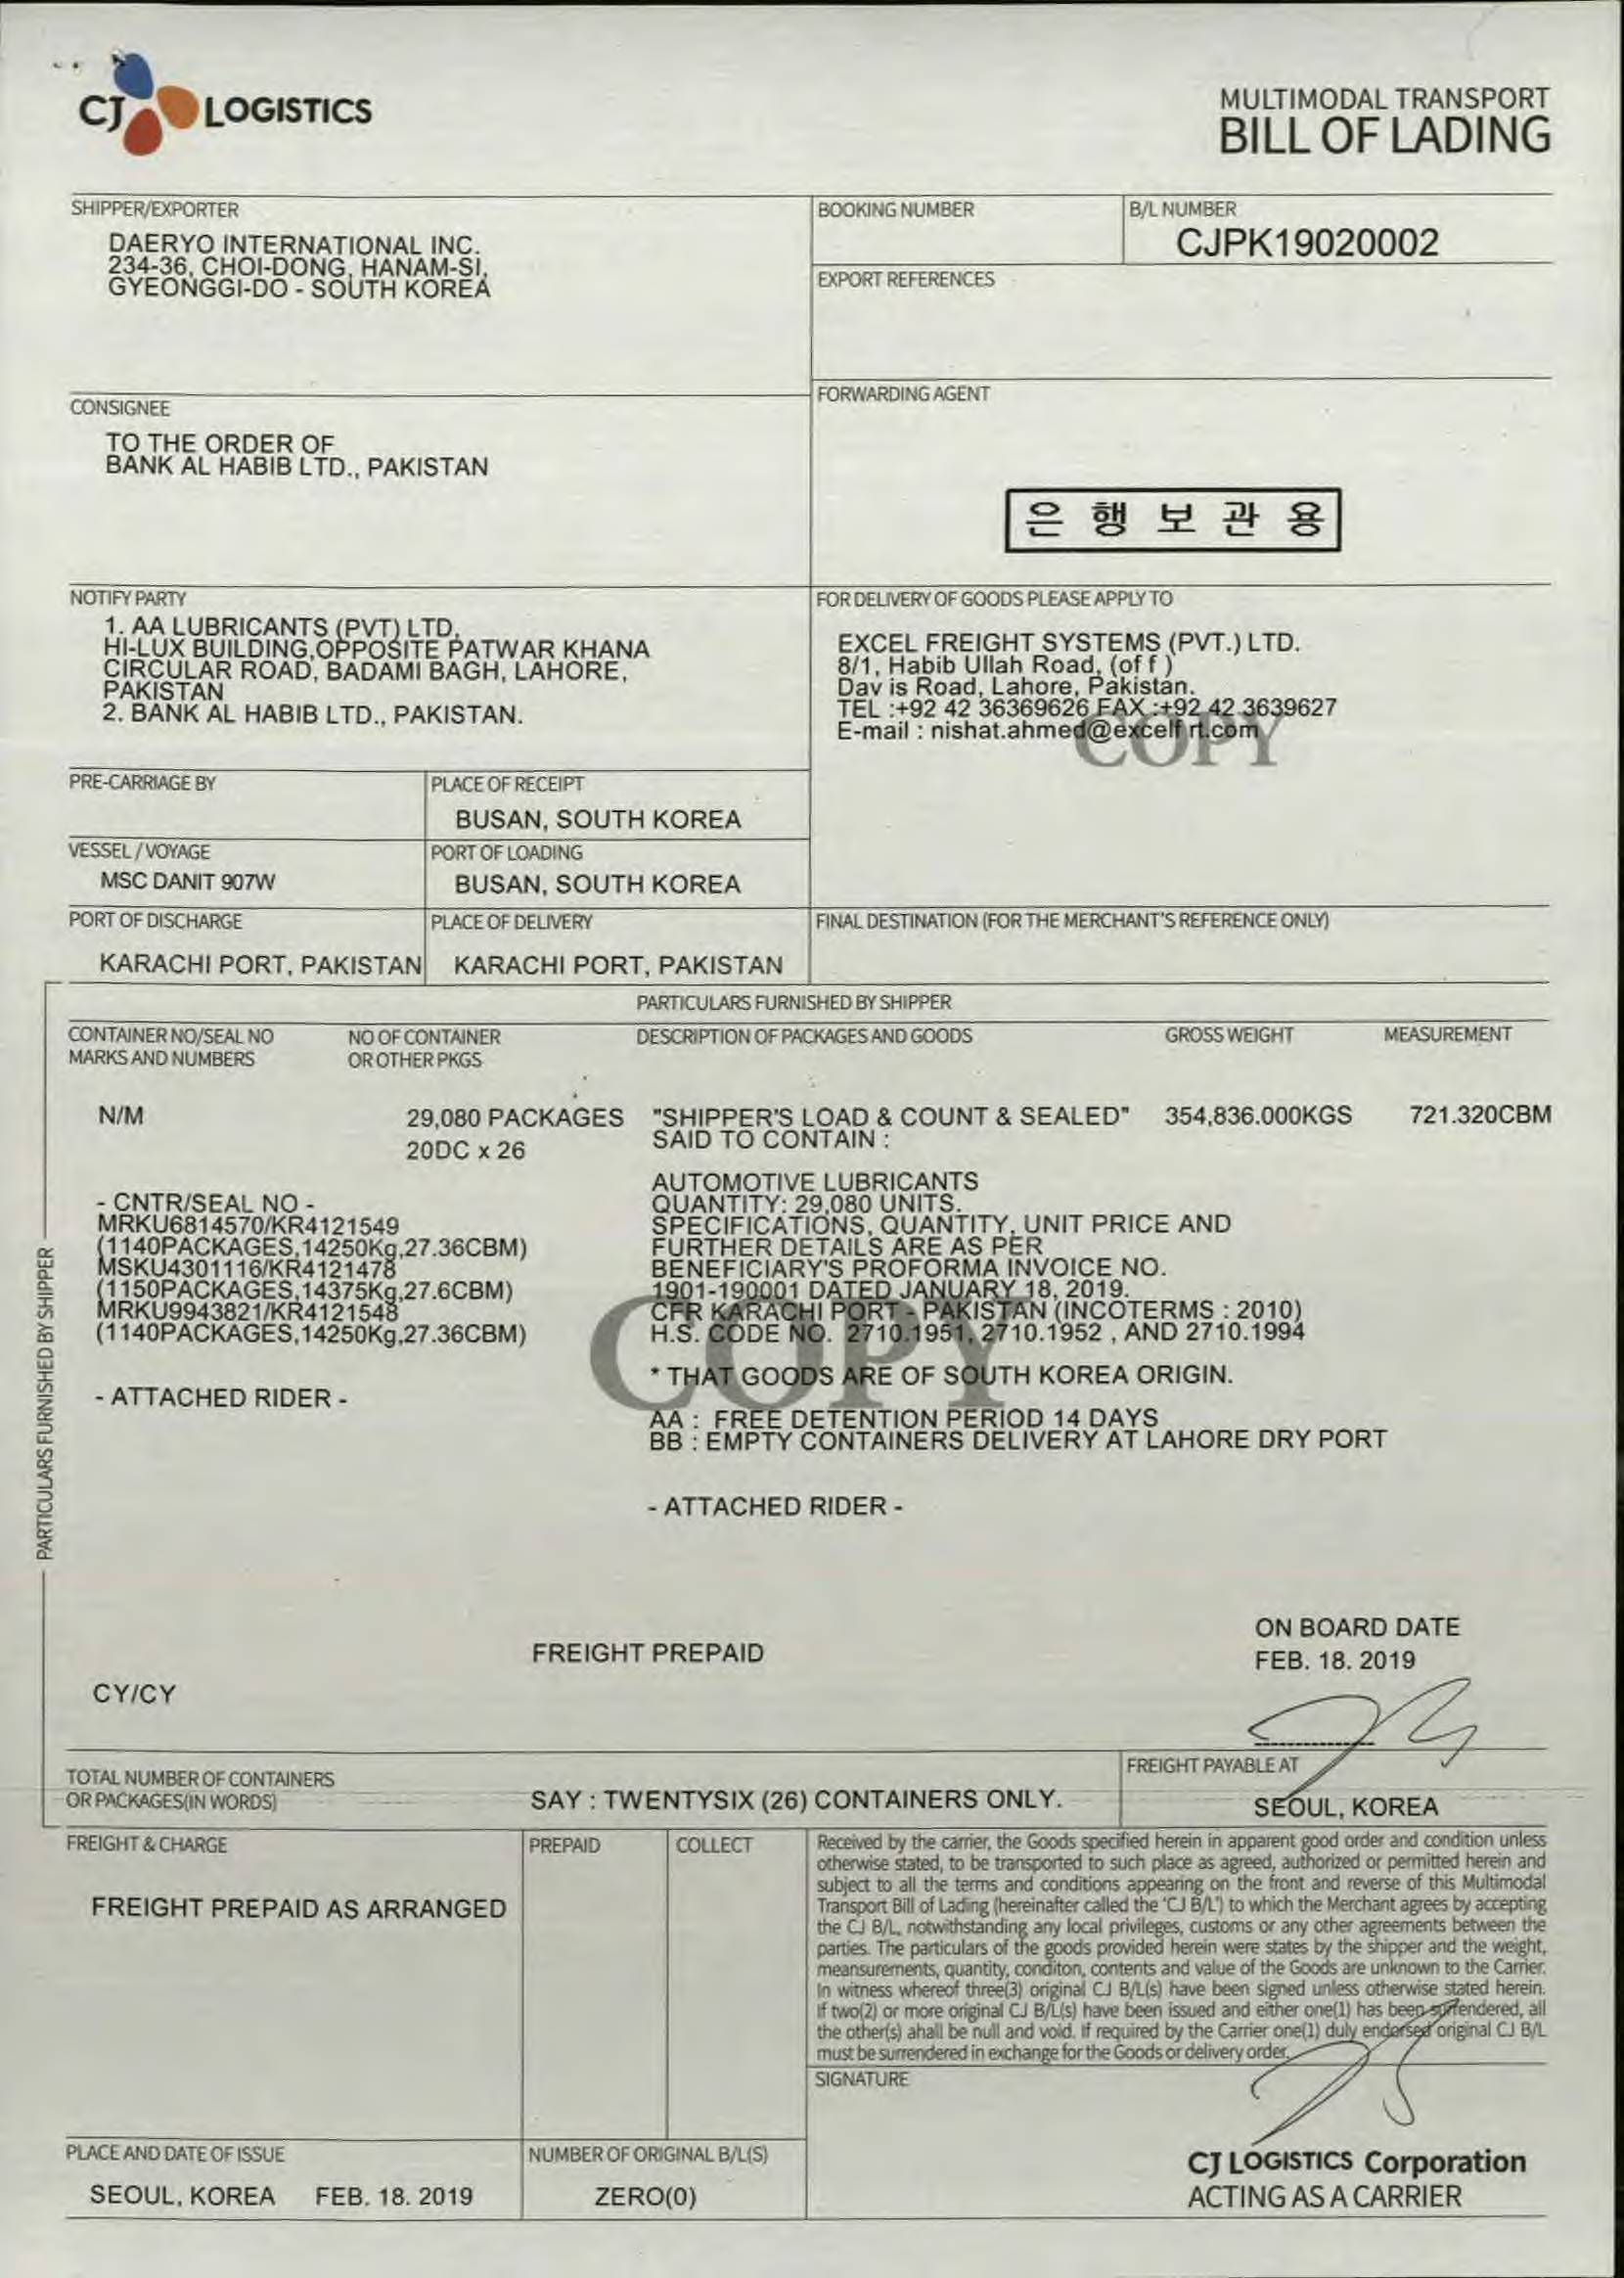 CJ LOGISTICS
MULTIMODAL TRANSPORT
BILL OF LADING
SHIPPER/EXPORTER
DAERYO INTERNATIONAL INC.
234-36, CHOI-DONG, HANAM-SI,
GYEONGGI-DO - SOUTH KOREA
BOOKING NUMBER
B/L NUMBER
CJPK19020002
EXPORT REFERENCES
CONSIGNEE
TO THE ORDER OF
BANK AL HABIB LTD., PAKISTAN
FORWARDING AGENT
은행보관용
NOTIFY PARTY
1. AA LUBRICANTS (PVT) LTD,
HI-LUX BUILDING,OPPOSITE PATWAR KHANA
CIRCULAR ROAD, BADAMI BAGH, LAHORE,
PAKISTAN
2. BANK AL HABIB LTD., PAKISTAN.
FOR DELIVERY OF GOODS PLEASE APPLY TO
EXCEL FREIGHT SYSTEMS (PVT.) LTD.
8/1, Habib Ullah Road, (of f )
Dav is Road, Lahore, Pakistan.
TEL :+92 42 36369626 FAX :+92 42 3639627
E-mail : nishat.ahmed@excelf rt.com
COPY
PRE-CARRIAGE BY
PLACE OF RECEIPT
BUSAN, SOUTH KOREA
VESSEL / VOYAGE
MSC DANIT 907W
PORT OF LOADING
BUSAN, SOUTH KOREA
PORT OF DISCHARGE
KARACHI PORT, PAKISTAN
PLACE OF DELIVERY
KARACHI PORT, PAKISTAN
FINAL DESTINATION (FOR THE MERCHANT'S REFERENCE ONLY)
PARTICULARS FURNISHED BY SHIPPER
PARTICULARS FURNISHED BY SHIPPER
CONTAINER NO/SEAL NO
MARKS AND NUMBERS
NO OF CONTAINER
OR OTHER PKGS
DESCRIPTION OF PACKAGES AND GOODS
GROSS WEIGHT
MEASUREMENT
N/M
29,080 PACKAGES
20DC x 26
"SHIPPER'S LOAD & COUNT & SEALED"
SAID TO CONTAIN :
354,836.000KGS
721.320CBM
- CNTR/SEAL NO -
MRKU6814570/KR4121549
(1140PACKAGES,14250Kg,27.36CBM)
MSKU4301116/KR4121478
(1150PACKAGES,14375Kg,27.6CBM)
MRKU9943821/KR4121548
(1140PACKAGES,14250Kg,27.36CBM)
- ATTACHED RIDER -
AUTOMOTIVE LUBRICANTS
QUANTITY: 29,080 UNITS.
SPECIFICATIONS, QUANTITY, UNIT PRICE AND
FURTHER DETAILS ARE AS PER
BENEFICIARY'S PROFORMA INVOICE NO.
1901-190001 DATED JANUARY 18, 2019.
CFR KARACHI PORT , PAKISTAN (INCOTERMS : 2010)
H.S. CODE NO. 2710.1951, 2710.1952 , AND 2710.1994
COPY
* THAT GOODS ARE OF SOUTH KOREA ORIGIN.
AA : FREE DETENTION PERIOD 14 DAYS
BB : EMPTY CONTAINERS DELIVERY AT LAHORE DRY PORT
- ATTACHED RIDER -
FREIGHT PREPAID
CY/CY
ON BOARD DATE
FEB. 18. 2019
TOTAL NUMBER OF CONTAINERS
OR PACKAGES(IN WORDS)
SAY : TWENTYSIX (26) CONTAINERS ONLY.
FREIGHT PAYABLE AT
SEOUL, KOREA
FREIGHT & CHARGE
PREPAID
COLLECT
FREIGHT PREPAID AS ARRANGED
Received by the carrier, the Goods specified herein in apparent good order and condition unless
otherwise stated, to be transported to such place as agreed, authorized or permitted herein and
subject to all the terms and conditions appearing on the front and reverse of this Multimodal
Transport Bill of Lading (hereinafter called the 'CJ B/L') to which the Merchant agrees by accepting
the CJ B/L, notwithstanding any local privileges, customs or any other agreements between the
parties. The particulars of the goods provided herein were states by the shipper and the weight,
meansurements, quantity, conditon, contents and value of the Goods are unknown to the Carrier.
In witness whereof three(3) original CJ B/L(s) have been signed unless otherwise stated herein.
If two(2) or more original CJ B/L(s) have been issued and either one(1) has been surrendered, all
the other(s) ahall be null and void. If required by the Carrier one(1) duly endorsed original CJ B/L
must be surrendered in exchange for the Goods or delivery order.
SIGNATURE
PLACE AND DATE OF ISSUE
SEOUL, KOREA FEB. 18. 2019
NUMBER OF ORIGINAL B/L(S)
ZERO(0)
CJ LOGISTICS Corporation
ACTING AS A CARRIER